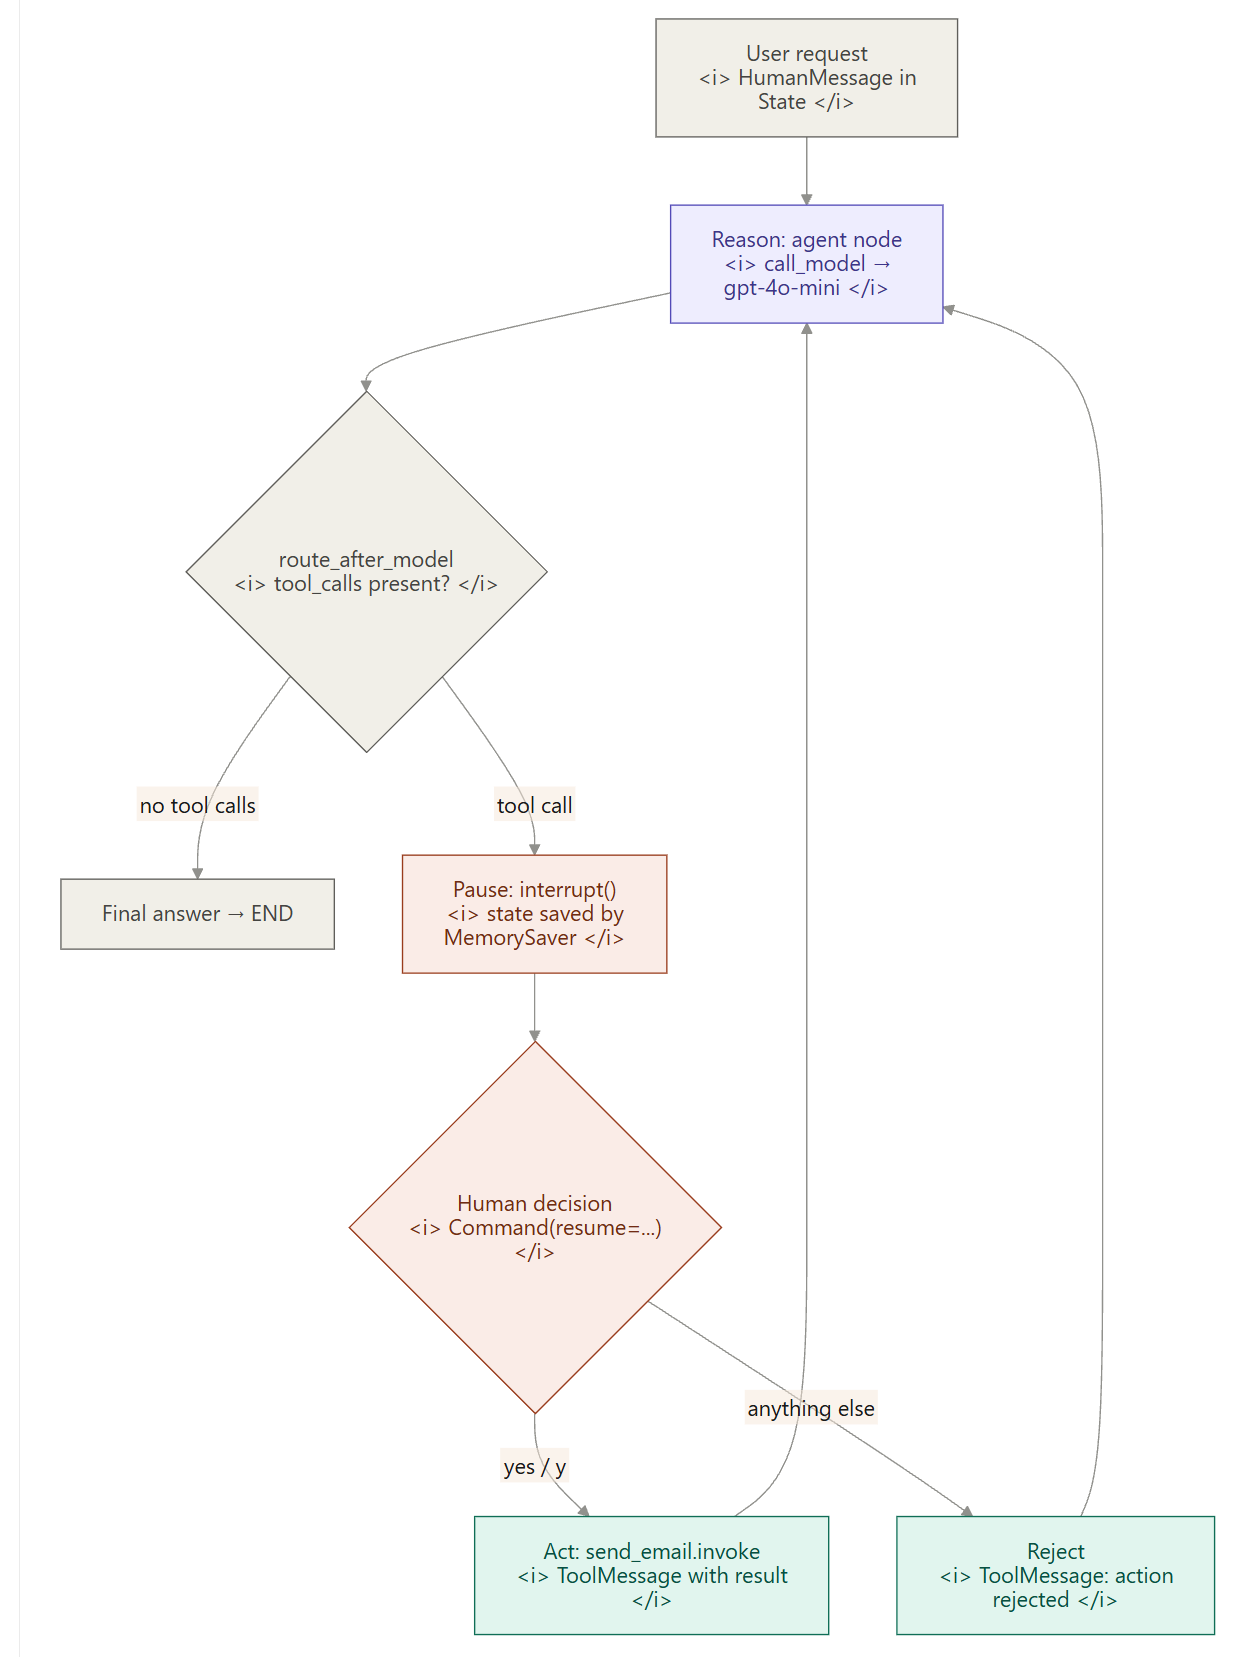 User request
<i> HumanMessage in
State </i>
Reason: agent node
<i> call_model →
gpt-4o-mini </i>
route_after_model
<i> tool_calls present? </i>
no tool calls
tool call
Final answer → END
Pause: interrupt()
<i> state saved by
MemorySaver </i>
Human decision
<i> Command(resume=...)
</i>
anything else
yes / y
Act: send_email.invoke
<i> ToolMessage with result
</i>
Reject
<i> ToolMessage: action
rejected </i>